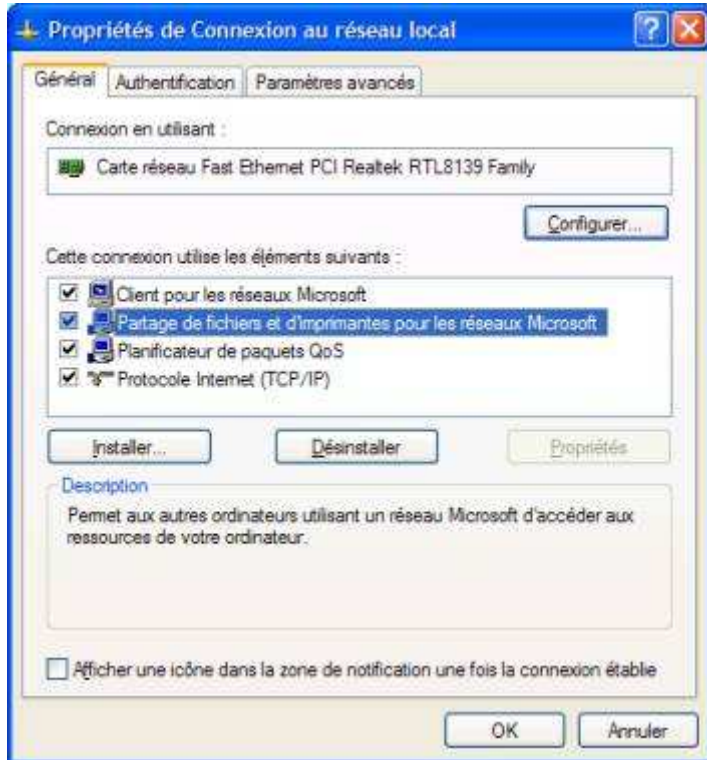 Propriétés de Connexion au réseau local
Général Authentification Paramètres avancés
Connexion en utilisant :
Carte réseau Fast Ethernet PCI Realtek RTL8139 Family
Configurer...
Cette connexion utilise les éléments suivants :
Client pour les réseaux Microsoft
Partage de fichiers et d'imprimantes pour les réseaux Microsoft
Planificateur de paquets QoS
Protocole Internet (TCP/IP)
Installer... Désinstaller Propriétés
Description
Permet aux autres ordinateurs utilisant un réseau Microsoft d'accéder aux
ressources de votre ordinateur.
Afficher une icône dans la zone de notification une fois la connexion établie
OK Annuler